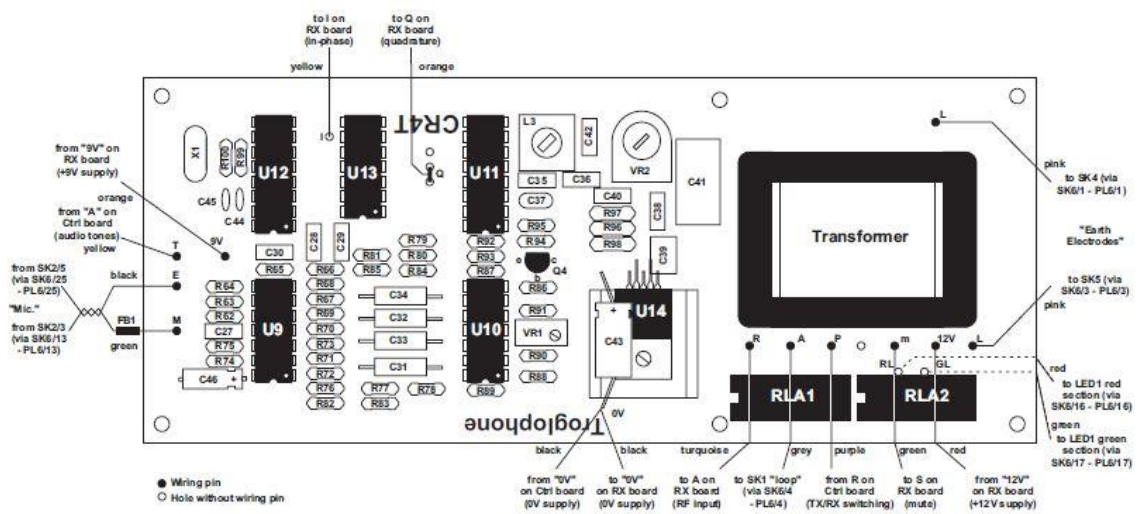 to I on
RX board
(in-phase)
yellow
to Q on
RX board
(quadrature)
orange
CR4T
I
Q
X1
R100
R99
C45
C44
U12
U13
U11
L3
C42
VR2
C41
C35
C36
C37
C40
C38
C39
R97
R96
R98
R95
R94
Q4
e
c
b
L
pink
to SK4 (via
SK6/1 - PL6/1)
"Earth
Electrodes"
to SK5 (via
SK6/3 - PL6/3)
pink
Transformer
from "9V" on
RX board
(+9V supply)
orange
from "A" on
Ctrl board
(audio tones)
yellow
T
9V
E
black
from SK2/5
(via SK6/25
- PL6/25)
"Mic."
from SK2/3
(via SK6/13
- PL6/13)
FB1
green
M
C30
R65
C28
C29
R81
R85
R79
R80
R84
R92
R93
R87
R64
R63
R62
C27
R75
R74
C46
+
U9
R66
R68
R67
R69
R70
R73
R71
R72
R76
R82
C34
C32
C33
C31
R77
R78
R83
U10
R89
R86
R91
VR1
R90
R88
U14
+
C43
0V
R
A
P
m
12V
L
RL
GL
RLA1
RLA2
red
to LED1 red
section (via
SK6/16 - PL6/16)
green
to LED1 green
section (via
SK6/17 - PL6/17)
Troglophone
black
from "0V"
on Ctrl board
(0V supply)
black
to "0V"
on RX board
(0V supply)
turquoise
to A on
RX board
(RF input)
grey
to SK1 "loop"
(via SK6/4
- PL6/4)
purple
from R on
Ctrl board
(TX/RX switching)
green
to S on
RX board
(mute)
red
from "12V"
on RX board
(+12V supply)
Wiring pin
Hole without wiring pin